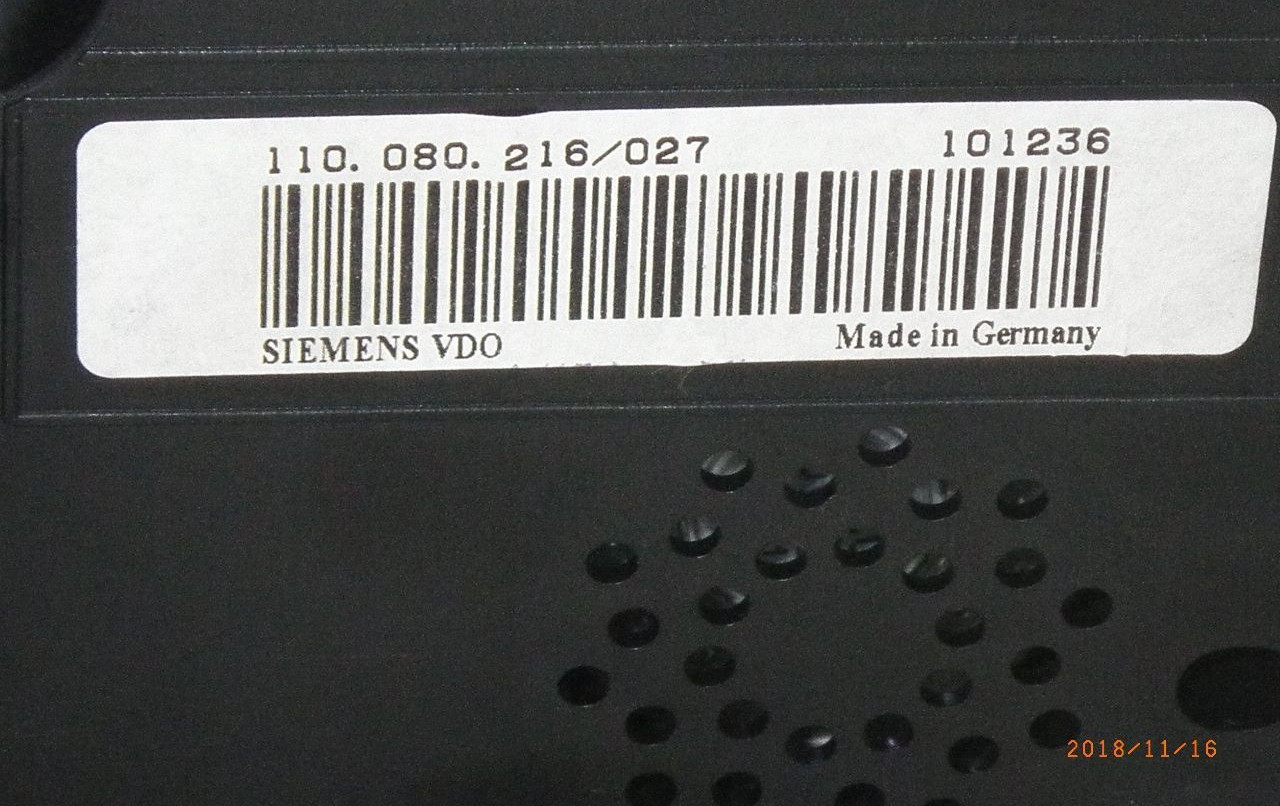 110. 080. 216/027 101236
SIEMENS VDO Made in Germany
2018/11/16